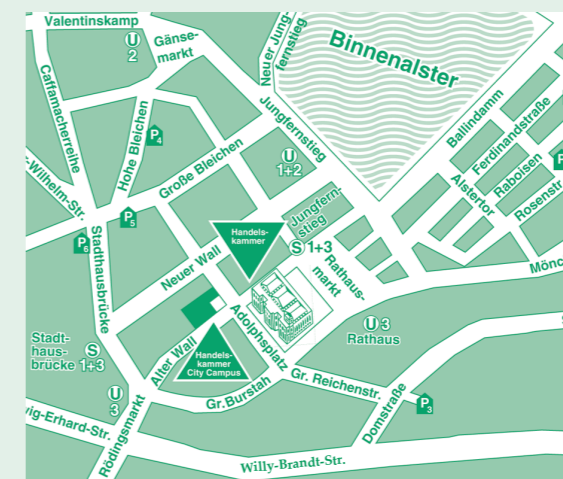 Valentinskamp
U
2
Gänse-
markt
Neuer Jung-
fernstieg
Binnenalster
Caffamacherreihe
Hohe Bleichen
P4
Jungfernstieg
Ballindamm
Ferdinandstraße
Große Bleichen
U
1+2
Raboisen
Alstertor
Rosenstr.
P
-Wilhelm-Str.
P5
P6
Stadthausbrücke
Jungfern-
stieg
Handels-
kammer
S 1+3
Rathaus-
markt
Neuer Wall
Mönc
Adolphsplatz
U 3
Rathaus
Stadt-
haus-
brücke
S
1+3
Alter Wall
Handels-
kammer
City Campus
U
3
Gr. Burstah
Gr. Reichenstr.
P3
Domstraße
wig-Erhard-Str.
Rödingsmarkt
Willy-Brandt-Str.